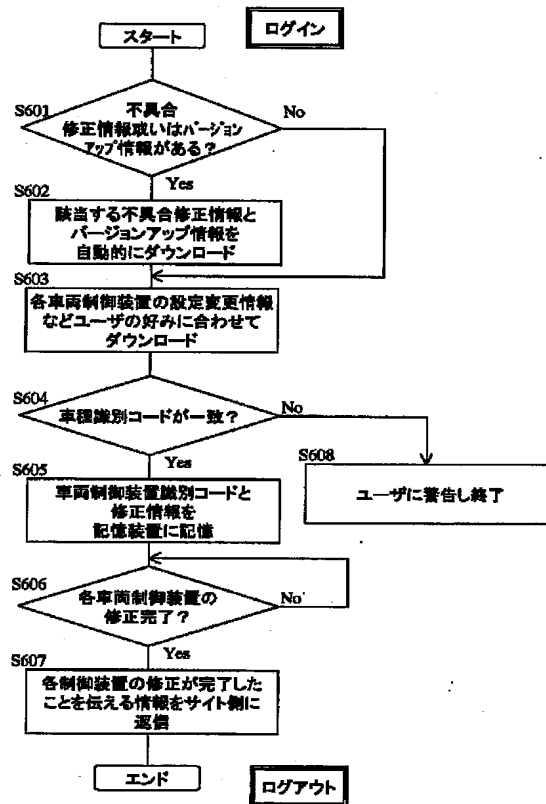 スタート
ログイン
S601
不具合
修正情報或いはバージョン
アップ情報がある？
No
Yes
S602
該当する不具合修正情報と
バージョンアップ情報を
自動的にダウンロード
S603
各車両制御装置の設定変更情報
などユーザの好みに合わせて
ダウンロード
S604
車種識別コードが一致？
No
Yes
S608
ユーザに警告し終了
S605
車両制御装置識別コードと
修正情報を
記憶装置に記憶
S606
各車両制御装置の
修正完了？
No
Yes
S607
各制御装置の修正が完了した
ことを伝える情報をサイト側に
返信
エンド
ログアウト